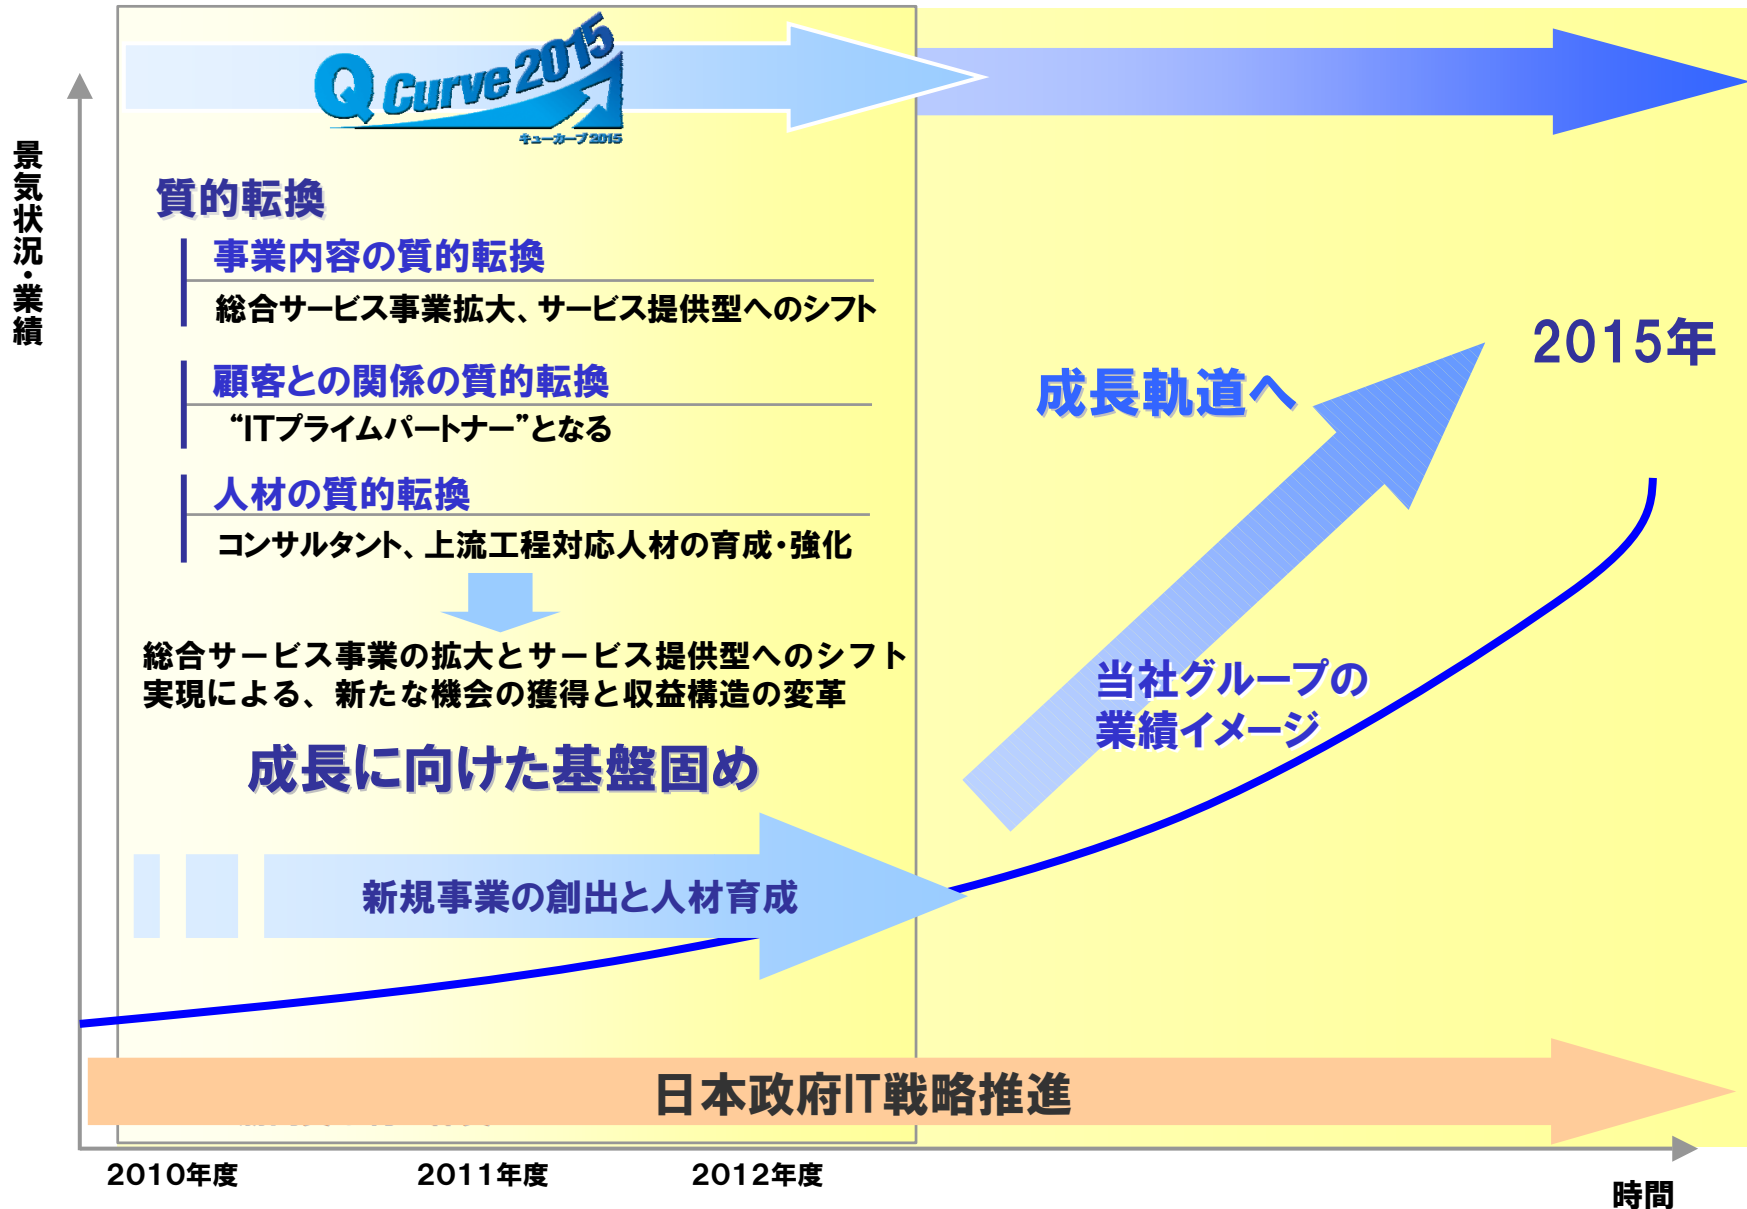 Q Curve 2015
キューカーブ2015
景気状況・業績
質的転換
事業内容の質的転換
総合サービス事業拡大、サービス提供型へのシフト
顧客との関係の質的転換
“ITプライムパートナー”となる
人材の質的転換
コンサルタント、上流工程対応人材の育成・強化
総合サービス事業の拡大とサービス提供型へのシフト
実現による、新たな機会の獲得と収益構造の変革
成長に向けた基盤固め
新規事業の創出と人材育成
2015年
成長軌道へ
当社グループの
業績イメージ
日本政府IT戦略推進
2010年度
2011年度
2012年度
時間